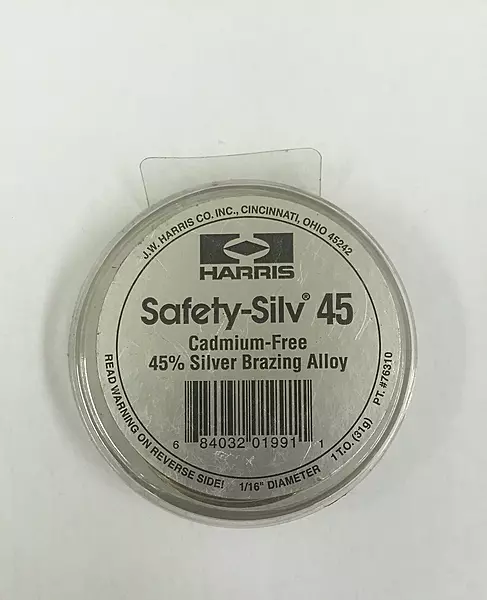 J.W. HARRIS CO. INC., CINCINNATI, OHIO 45242
HARRIS
Safety-Silv® 45
Cadmium-Free
45% Silver Brazing Alloy
6 84032 01991 1
READ WARNING ON REVERSE SIDE! 1/16" DIAMETER 1 T.O. (31g) PT. #76310